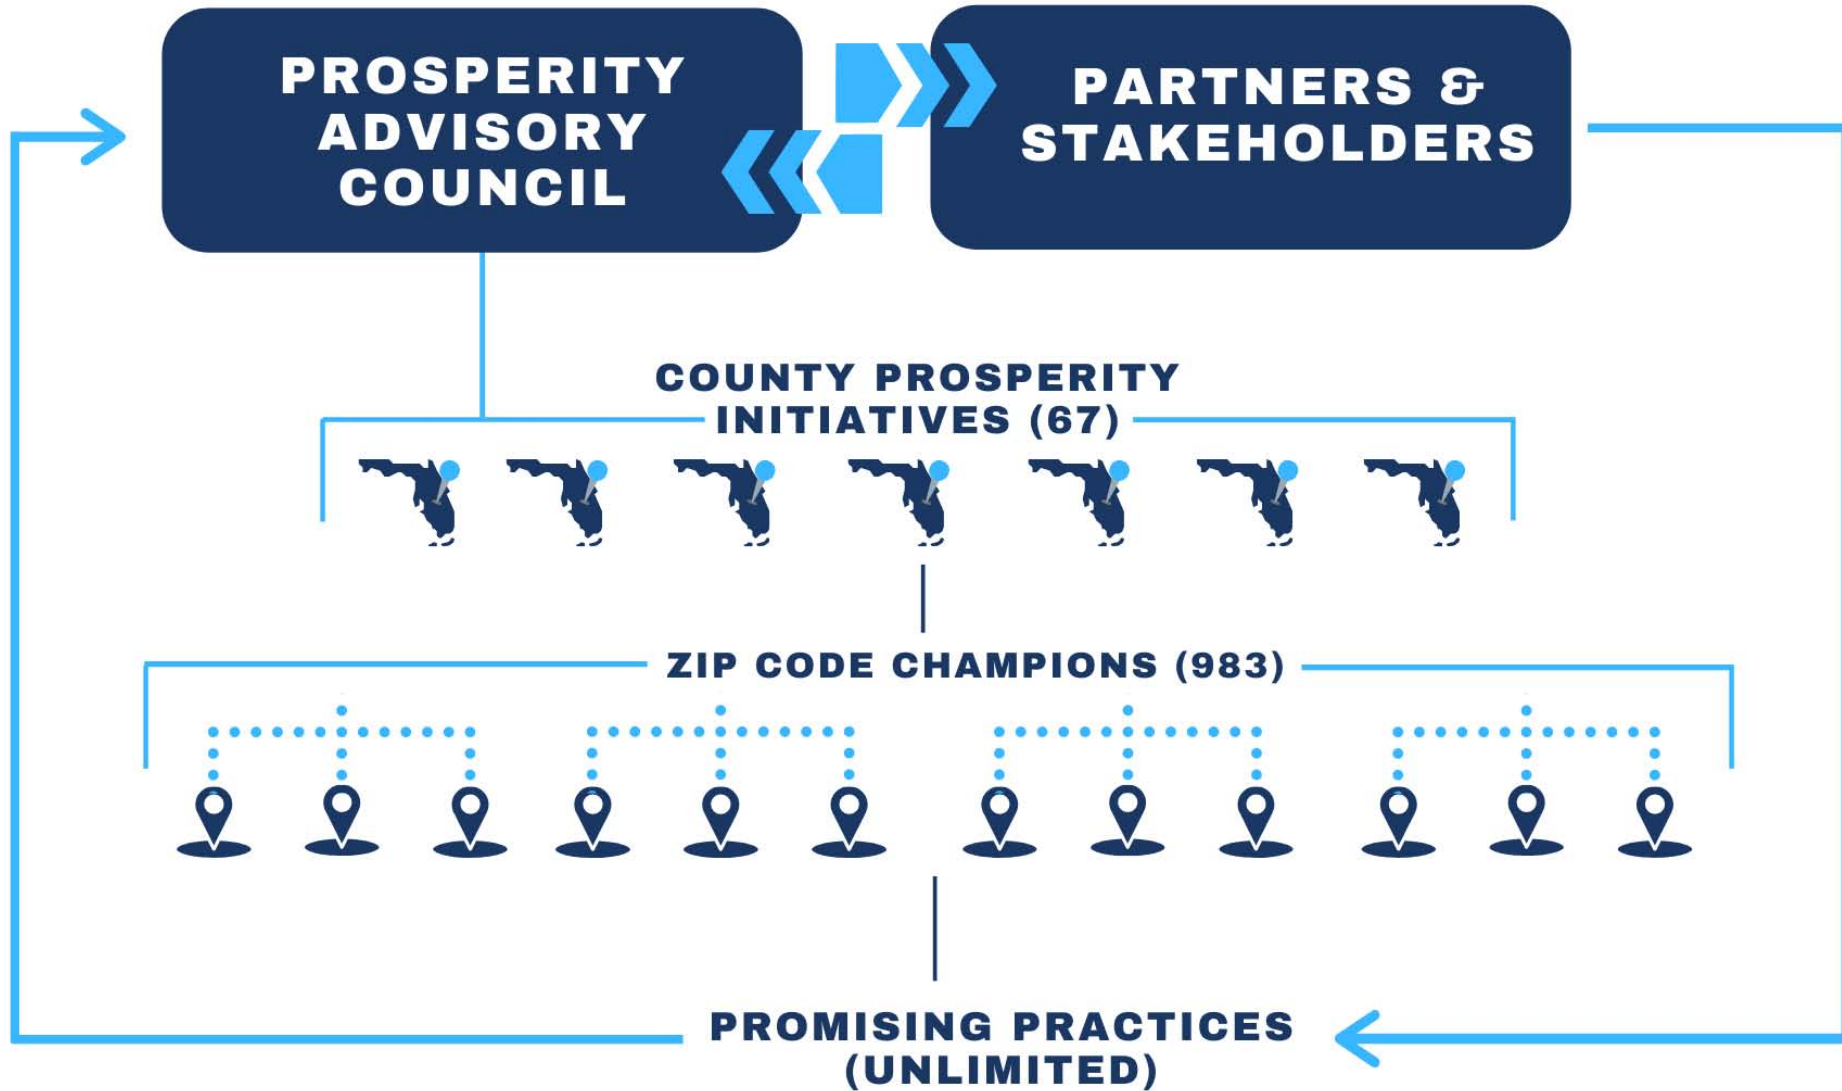 PROSPERITY
ADVISORY
COUNCIL
PARTNERS &
STAKEHOLDERS
COUNTY PROSPERITY
INITIATIVES (67)
ZIP CODE CHAMPIONS (983)
PROMISING PRACTICES
(UNLIMITED)